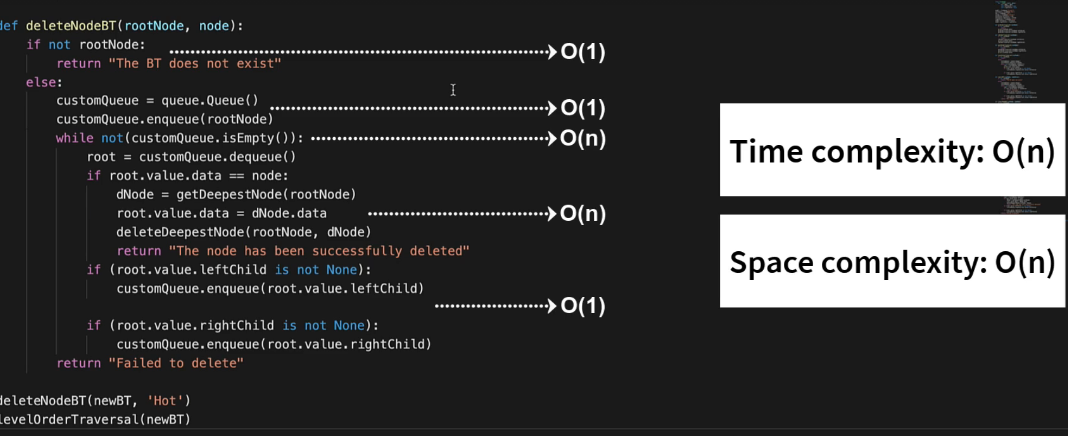 def deleteNodeBT(rootNode, node):
if not rootNode:
O(1)
return "The BT does not exist"
else:
customQueue = queue.Queue()
O(1)
customQueue.enqueue(rootNode)
while not(customQueue.isEmpty()):
O(n)
root = customQueue.dequeue()
if root.value.data == node:
dNode = getDeepestNode(rootNode)
root.value.data = dNode.data
O(n)
deleteDeepestNode(rootNode, dNode)
return "The node has been successfully deleted"
if (root.value.leftChild is not None):
customQueue.enqueue(root.value.leftChild)
O(1)
if (root.value.rightChild is not None):
customQueue.enqueue(root.value.rightChild)
return "Failed to delete"
deleteNodeBT(newBT, 'Hot')
levelOrderTraversal(newBT)
Time complexity: O(n)
Space complexity: O(n)